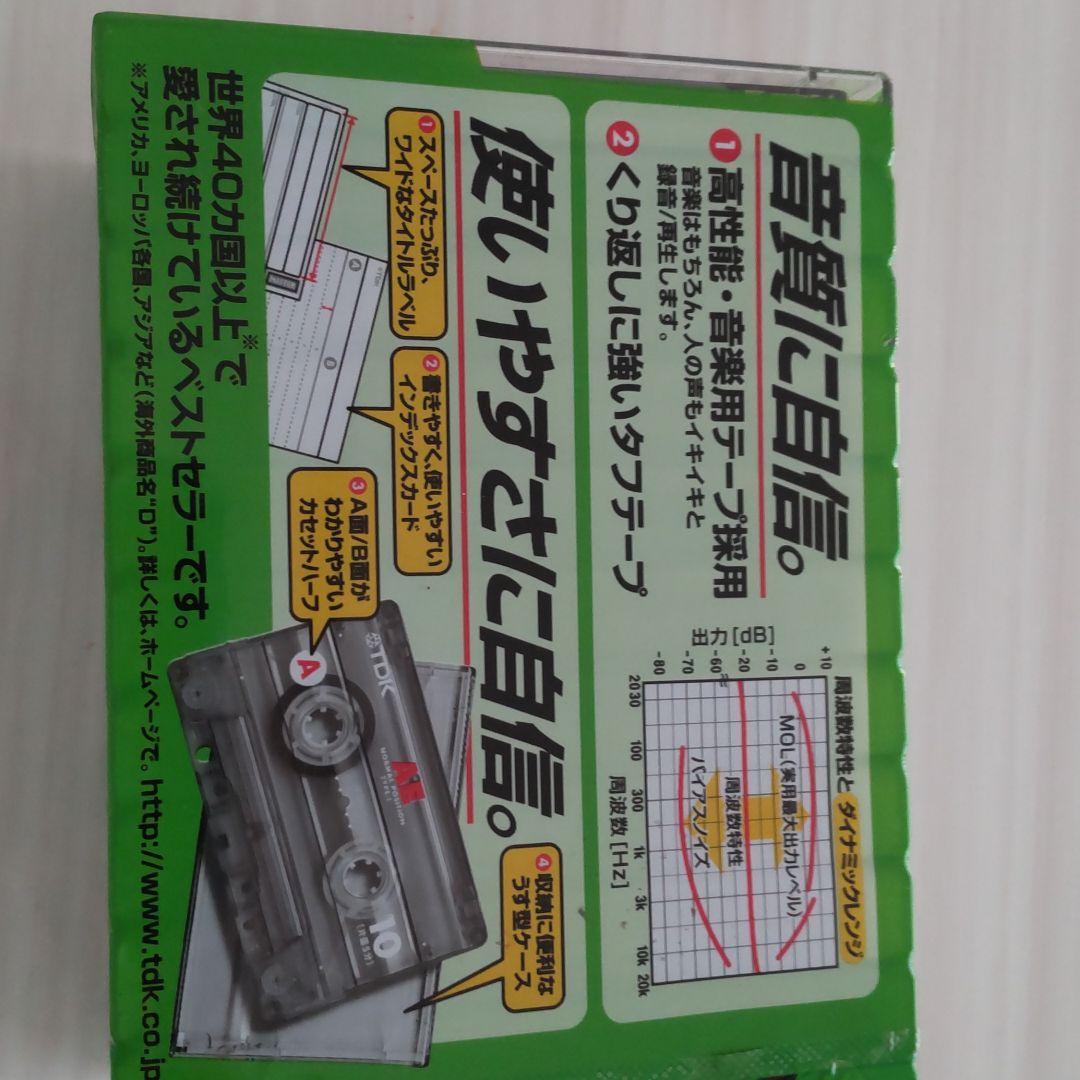 音質に自信。
❶高性能・音楽用テープ採用
音楽はもちろん、人の声もイキイキと
録音/再生します。
❷くり返しに強いタフテープ
周波数特性とダイナミックレンジ
出力[dB]
+10
0
-10
-20
-60
-70
-80
MOL(実用最大出力レベル)
周波数特性
バイアスノイズ
20 30 100 300 1k 3k 10k 20k
周波数[Hz]
使いやすさに自信。
❶スペースたっぷり、
ワイドなタイトルラベル
❷書きやすく、使いやすい
インデックスカード
❸A面/B面が
わかりやすい
カセットハーフ
❹収納に便利な
うす型ケース
A
B
TDK
A
AE
NORMAL POSITION
TYPE I
10
(片面5分)
世界40カ国以上※で
愛され続けているベストセラーです。
※アメリカ、ヨーロッパ各国、アジアなど(海外商品名"D")。詳しくは、ホームページで。http://www.tdk.co.jp